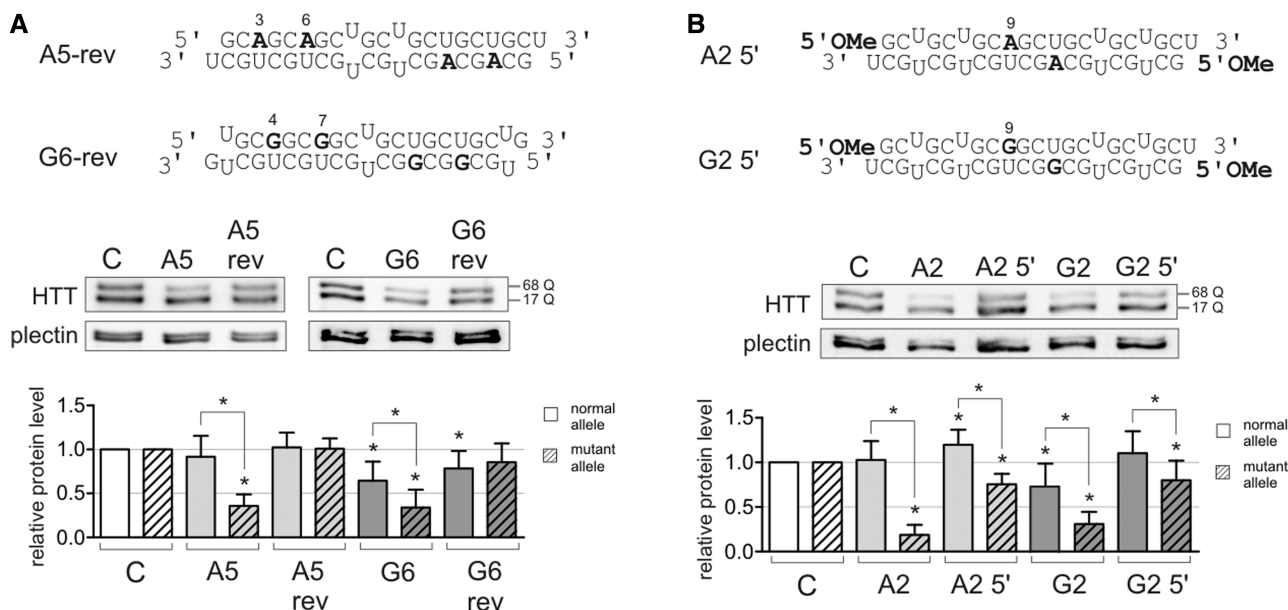 A
3 6
A5-rev
5' GCAGCAGCUGCUGCUGCUGCU 3'
3' UCGUCGUCGUCGUCGACGACG 5'
4 7
G6-rev
5' UGCGGCGGCUGCUGCUGCUG 3'
3' GUCGUCGUCGUCGGCGGCGU 5'
C A5 A5 rev C G6 G6 rev
HTT
68 Q
17 Q
plectin
relative protein level
1.5
1.0
0.5
0.0
* * * * * *
normal allele
mutant allele
C A5 A5 rev G6 G6 rev
B
9
A2 5'
5'OMe GCUGCUGCAGCUGCUGCUGCU 3'
3' UCGUCGUCGUCGACGUCGUCG 5'OMe
9
G2 5'
5'OMe GCUGCUGCGGCUGCUGCUGCU 3'
3' UCGUCGUCGUCGGCGUCGUCG 5'OMe
C A2 A2 5' G2 G2 5'
HTT
68 Q
17 Q
plectin
relative protein level
1.5
1.0
0.5
0.0
* * * * * * * * * *
normal allele
mutant allele
C A2 A2 5' G2 G2 5'